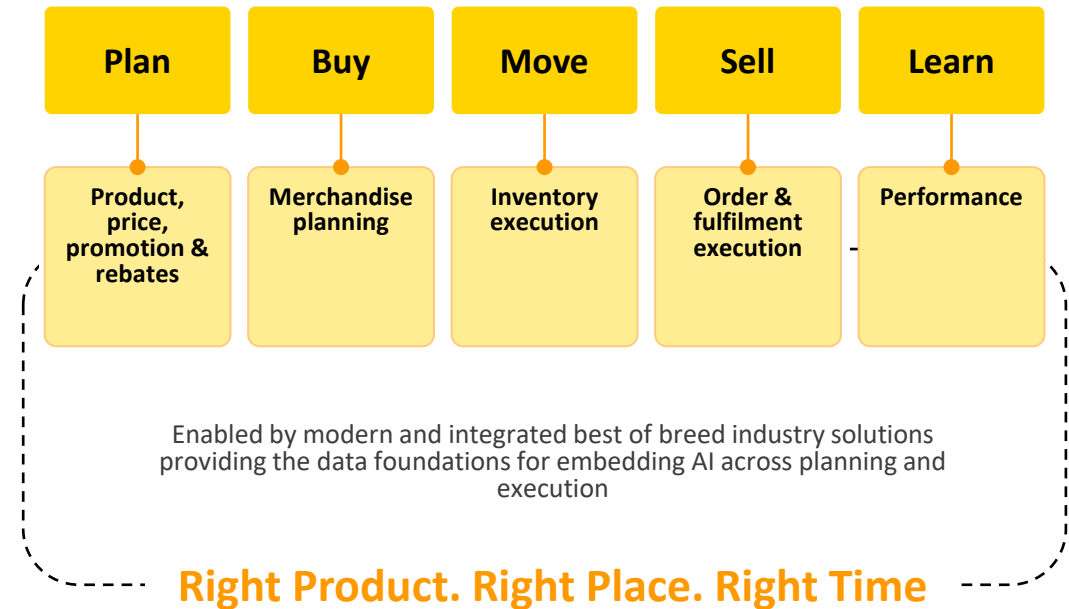 Plan
Buy
Move
Sell
Learn
Product,
price,
promotion &
rebates
Merchandise
planning
Inventory
execution
Order &
fulfilment
execution
Performance
Enabled by modern and integrated best of breed industry solutions
providing the data foundations for embedding AI across planning and
execution
Right Product. Right Place. Right Time